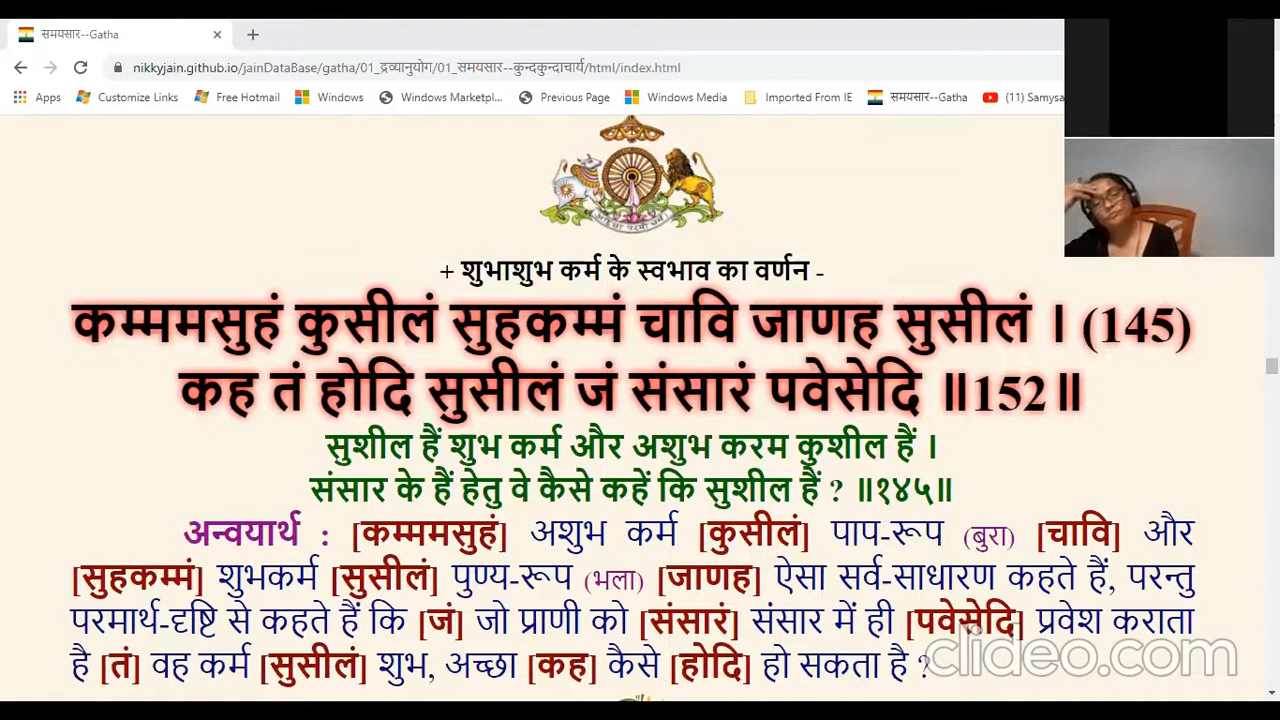 समयसार--Gatha
nikkyjain.github.io/jainDataBase/gatha/01_द्रव्यानुयोग/01_समयसार--कुन्दकुन्दाचार्य/html/index.html
Apps Customize Links Free Hotmail Windows Windows Marketpl... Previous Page Windows Media Imported From IE समयसार--Gatha (11) Samysa
+ शुभाशुभ कर्म के स्वभाव का वर्णन -
कम्ममसुहं कुसीलं सुहकम्मं चावि जाणह सुसीलं । (145)
कह तं होदि सुसीलं जं संसारं पवेसेदि ॥152॥
सुशील हैं शुभ कर्म और अशुभ करम कुशील हैं ।
संसार के हैं हेतु वे कैसे कहें कि सुशील हैं ? ॥१४५॥
अन्वयार्थ : [कम्ममसुहं] अशुभ कर्म [कुसीलं] पाप-रूप (बुरा) [चावि] और
[सुहकम्मं] शुभकर्म [सुसीलं] पुण्य-रूप (भला) [जाणह] ऐसा सर्व-साधारण कहते हैं, परन्तु
परमार्थ-दृष्टि से कहते हैं कि [जं] जो प्राणी को [संसारं] संसार में ही [पवेसेदि] प्रवेश कराता
है [तं] वह कर्म [सुसीलं] शुभ, अच्छा [कह] कैसे [होदि] हो सकता है ?
clideo.com